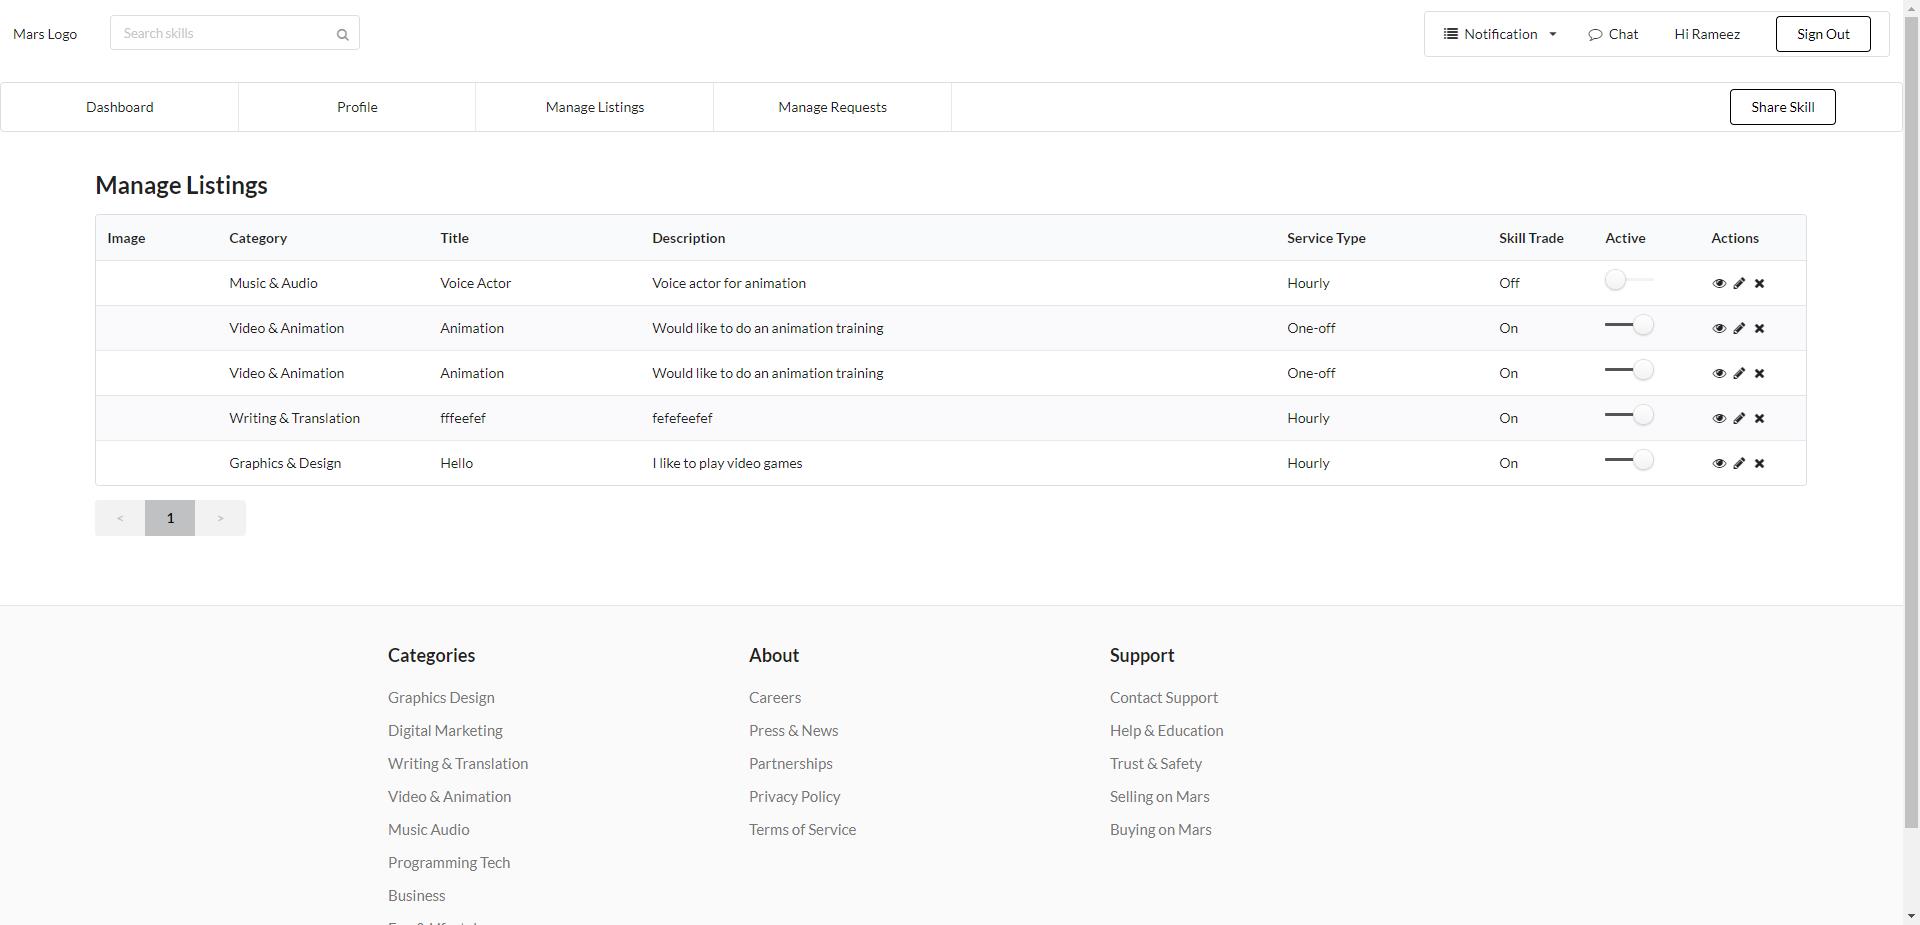 Mars Logo Search skills Notification Chat Hi Rameez Sign Out
Dashboard Profile Manage Listings Manage Requests Share Skill
Manage Listings
Image Category Title Description Service Type Skill Trade Active Actions
Music & Audio Voice Actor Voice actor for animation Hourly Off
Video & Animation Animation Would like to do an animation training One-off On
Video & Animation Animation Would like to do an animation training One-off On
Writing & Translation fffeefef fefefeefef Hourly On
Graphics & Design Hello I like to play video games Hourly On
< 1 >
Categories About Support
Graphics Design Careers Contact Support
Digital Marketing Press & News Help & Education
Writing & Translation Partnerships Trust & Safety
Video & Animation Privacy Policy Selling on Mars
Music Audio Terms of Service Buying on Mars
Programming Tech
Business